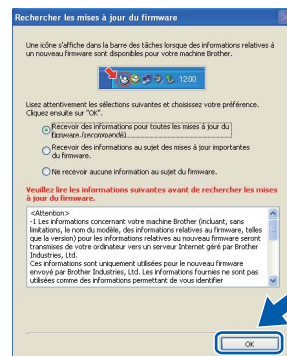 Rechercher les mises à jour du firmware
Une icône s'affiche dans la barre des tâches lorsque des informations relatives à
un nouveau firmware sont disponibles pour votre machine Brother.
12:00
Lisez attentivement les sélections suivantes et choisissez votre préférence.
Cliquez ensuite sur "OK".
Recevoir des informations pour toutes les mises à jour du
firmware.(recommandé)
Recevoir des informations au sujet des mises à jour importantes
du firmware.
Ne recevoir aucune information au sujet du firmware.
Veuillez lire les informations suivantes avant de rechercher les mises
à jour du firmware.
<Attention>
-1 Les informations concernant votre machine Brother (incluant, sans
limitations, le nom du modèle, des informations relatives au firmware, telles
que la version) pour les informations relatives au nouveau firmware seront
transmises de votre ordinateur vers un serveur Internet géré par Brother
Industries, Ltd.
Ces informations sont uniquement utilisées pour le nouveau firmware
envoyé par Brother Industries, Ltd. Les informations fournies ne sont pas
utilisées comme des informations permettant de vous identifier
OK